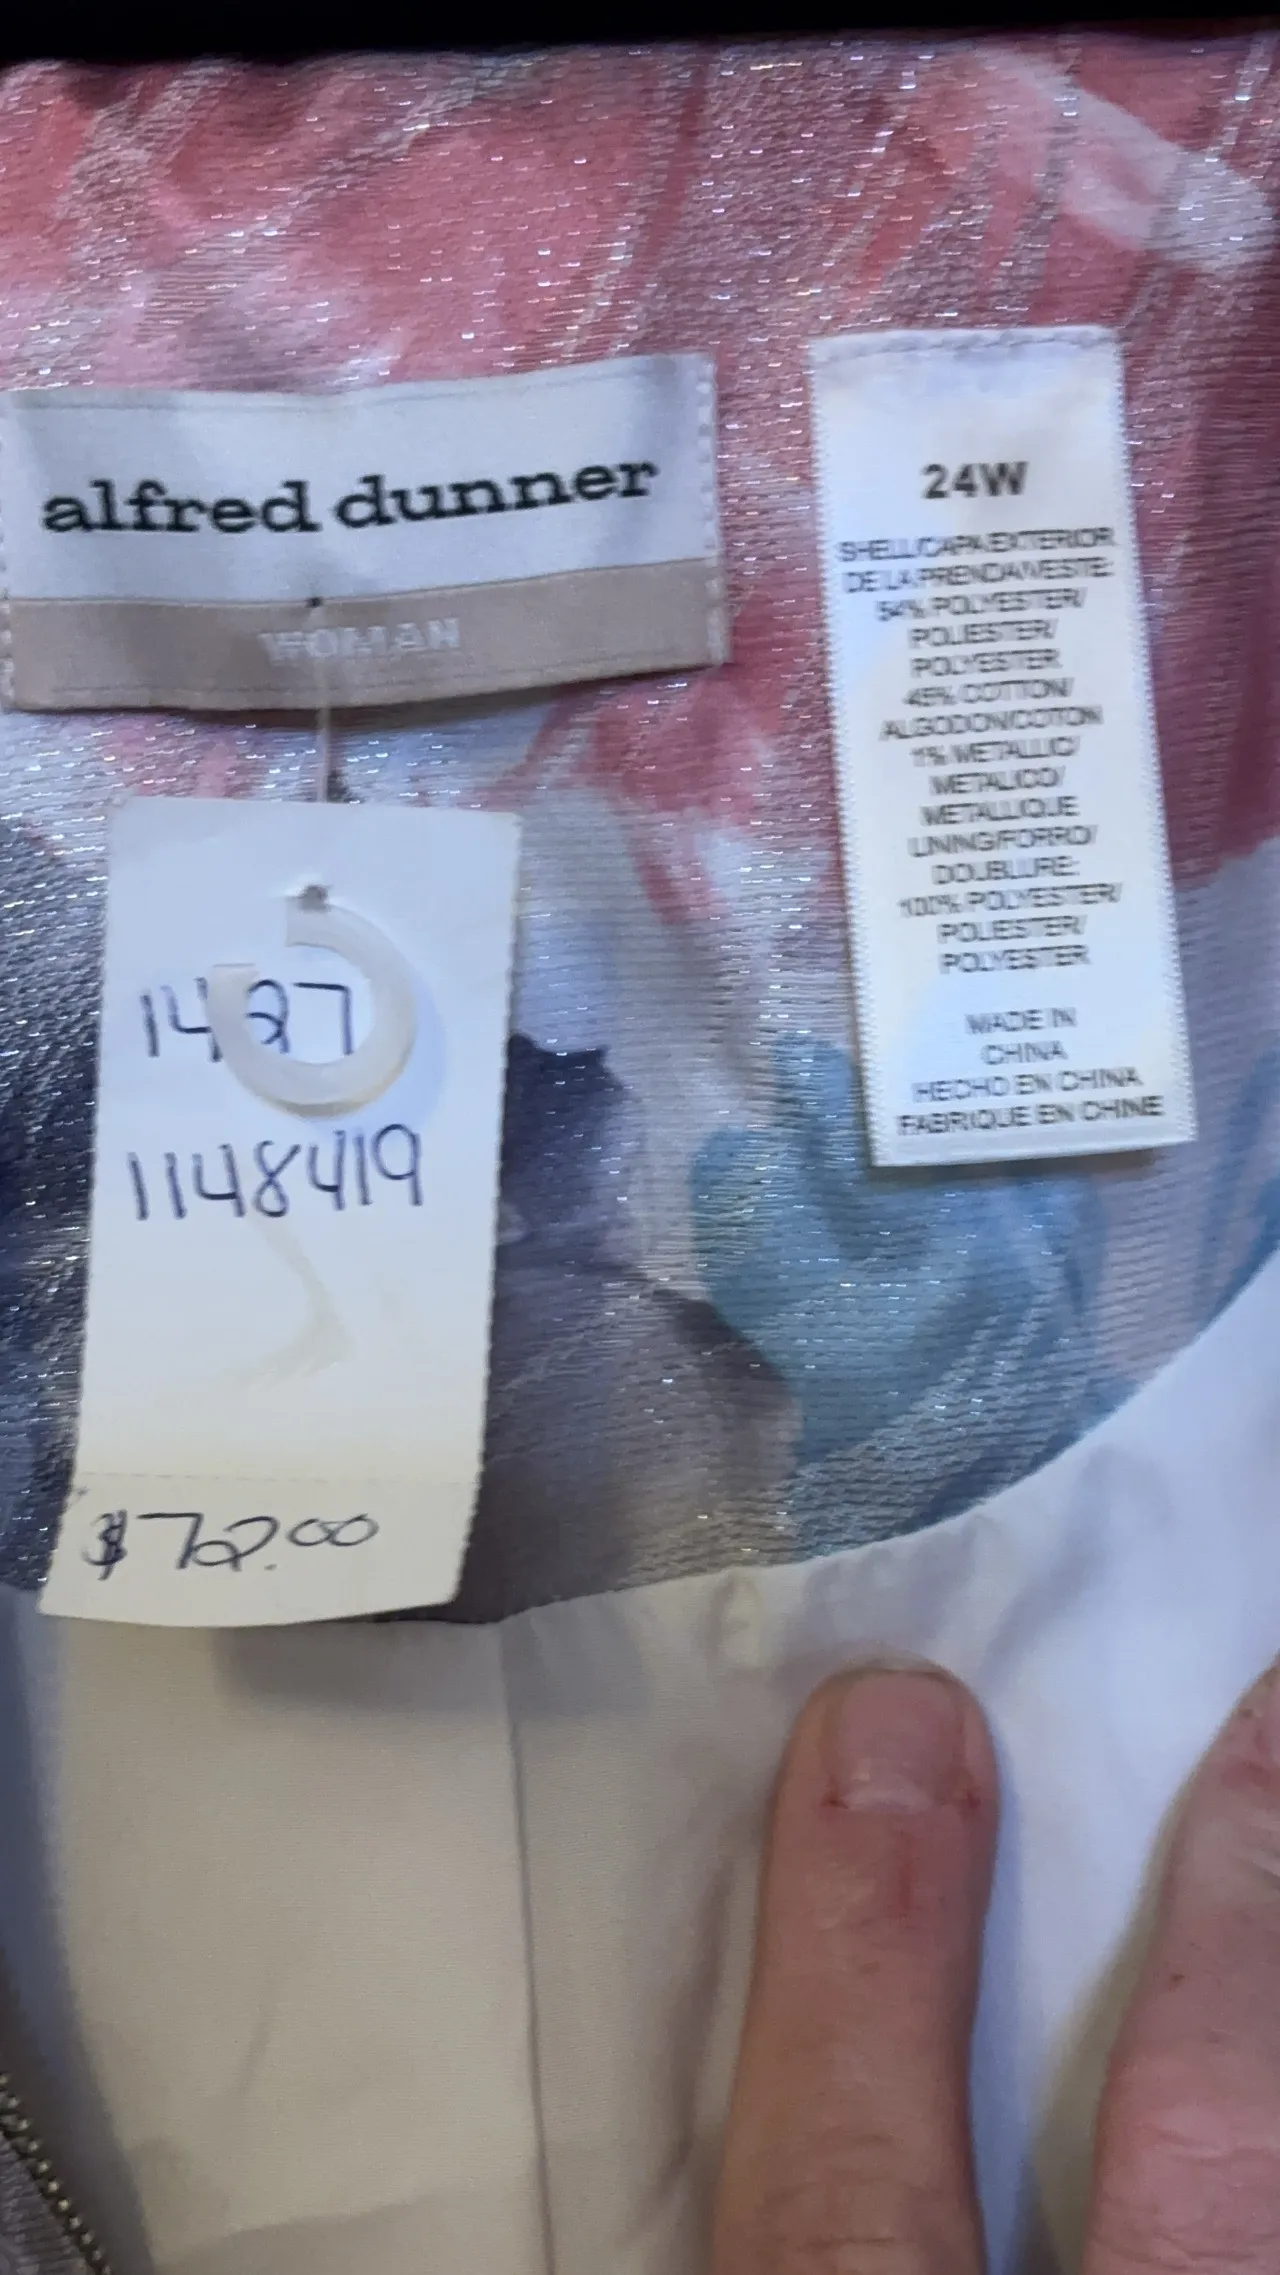 alfred dunner
WOMAN
24W
SHELL/CAPA EXTERIOR
DE LA PRENDA/VESTE:
54% POLYESTER/
POLIESTER/
POLYESTER
45% COTTON/
ALGODON/COTON
1% METALLIC/
METALICO/
METALLIQUE
LINING/FORRO/
DOUBLURE:
100% POLYESTER/
POLIESTER/
POLYESTER
MADE IN
CHINA
HECHO EN CHINA
FABRIQUE EN CHINE
1427
1148419
$72.00